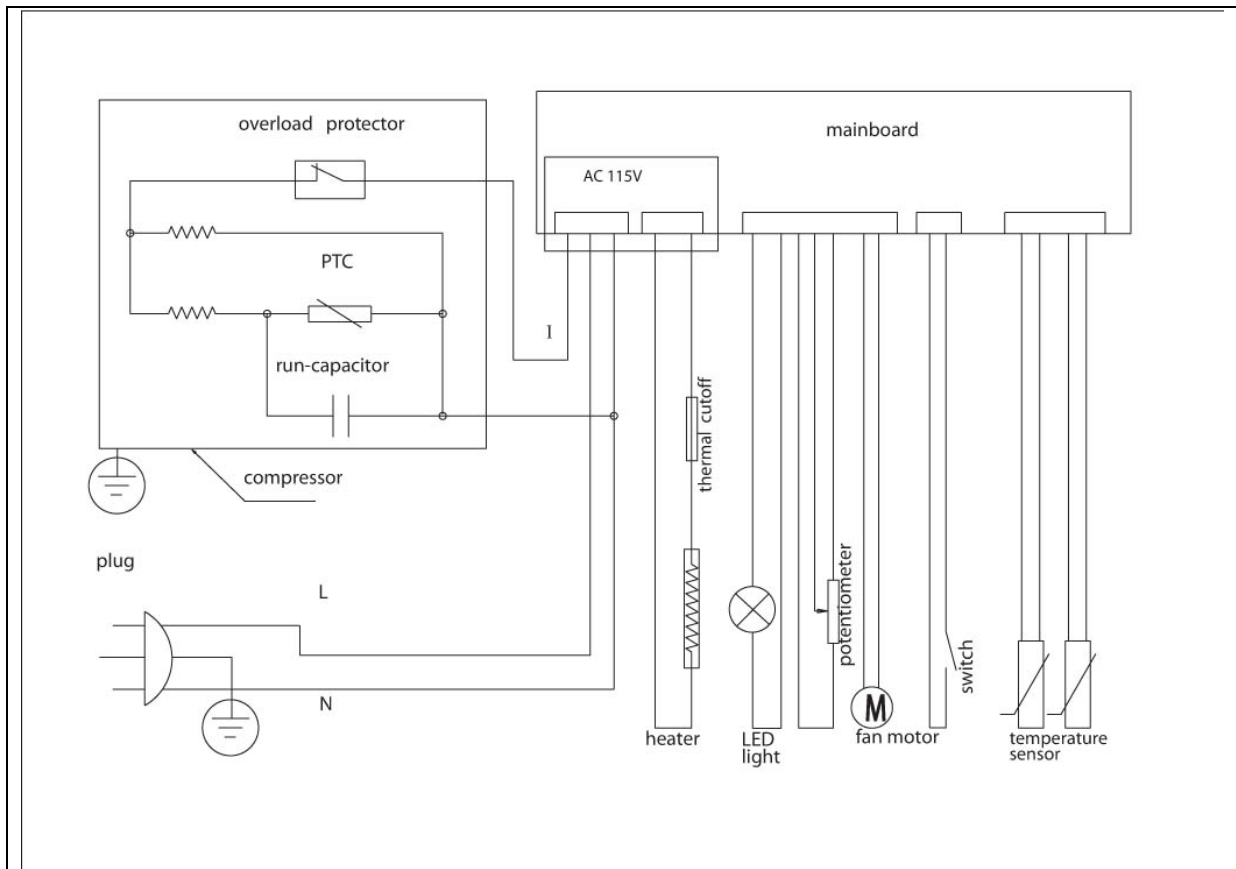 overload protector
mainboard
AC 115V
PTC
I
run-capacitor
thermal cutoff
compressor
plug
L
potentiometer
switch
N
M
heater
LED
light
fan motor
temperature
sensor